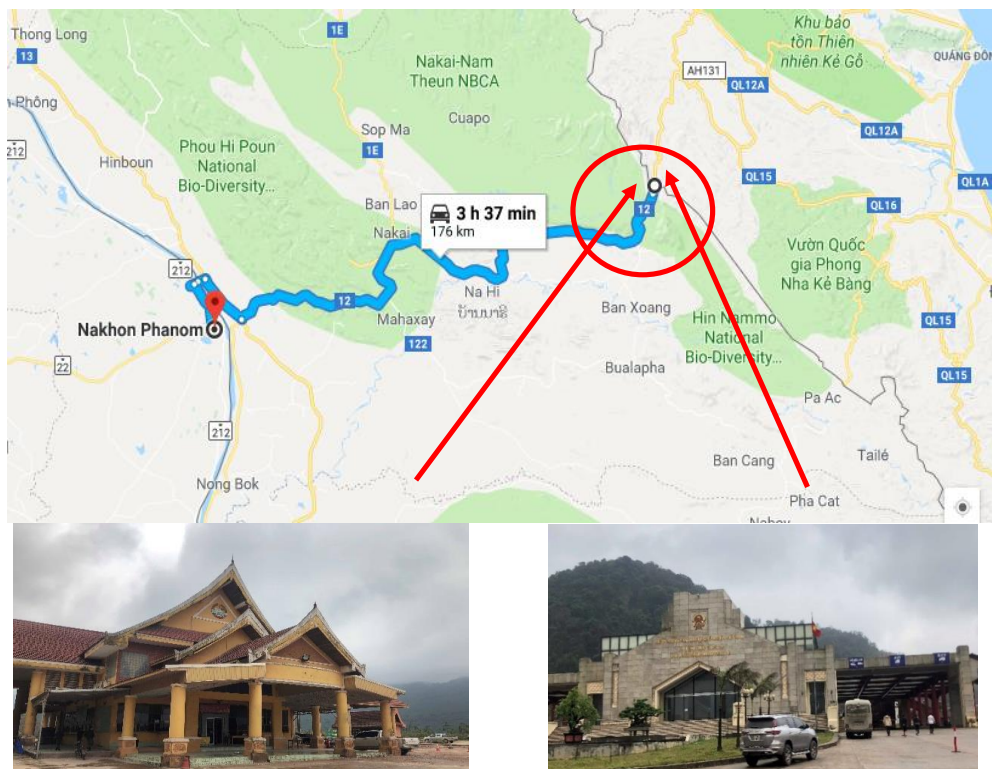 Thong Long
13
1E
Nakai-Nam
Theun NBCA
Khu bảo
tồn Thiên
nhiên Kẻ Gỗ
AH131
QL12A
QUẢNG ĐÔN
n Phông
212
Hinboun
Sop Ma
1E
Cuapo
QL12A
Phou Hi Poun
National
Bio-Diversity...
QL15
QL1A
Ban Lao
3 h 37 min
176 km
12
QL16
Nakai
Vườn Quốc
gia Phong
Nha Kẻ Bàng
212
Na Hi
ບ້ານນາຮີ
Ban Xoang
12
Mahaxay
Nakhon Phanom
Hin Nammo
National
Bio-Diversity...
QL15
122
22
Bualapha
QL15
Pa Ac
212
Ban Cang
Tailé
Nong Bok
Pha Cat